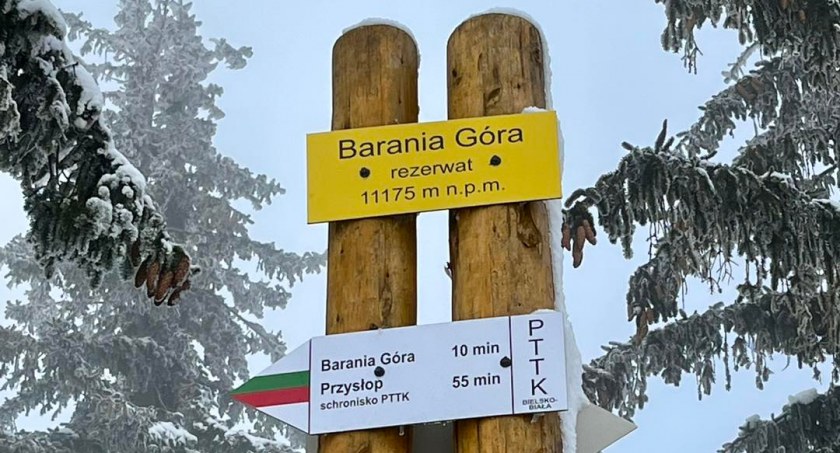 Barania Góra
rezerwat
11175 m n.p.m.
Barania Góra 10 min
Przysłop 55 min
schronisko PTTK
PTTK
BIELSKO-
BIAŁA